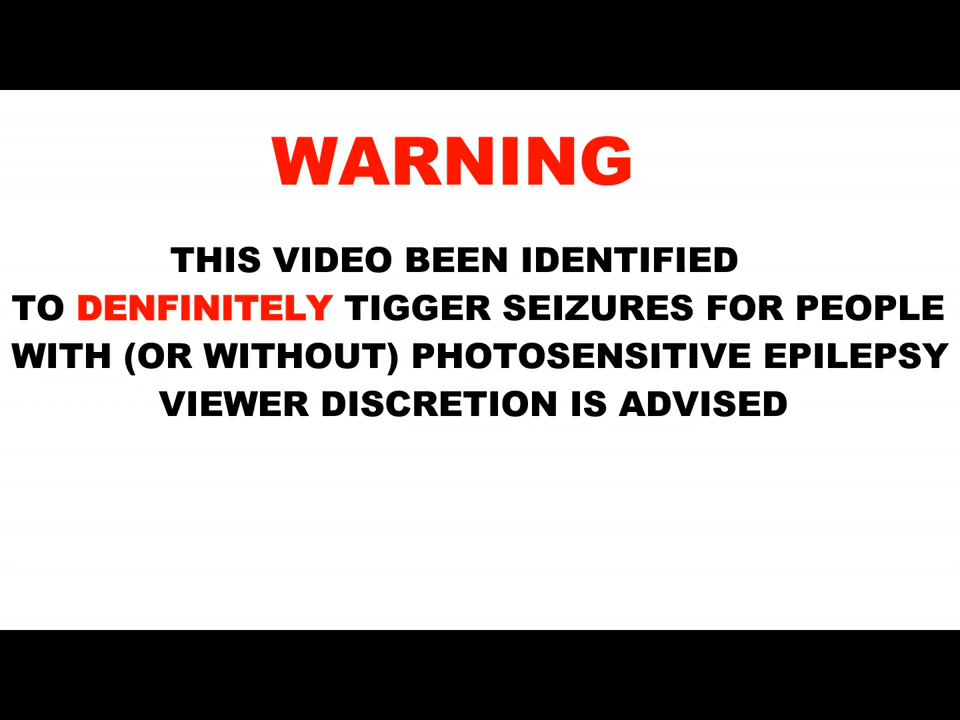 WARNING
THIS VIDEO BEEN IDENTIFIED
TO DENFINITELY TIGGER SEIZURES FOR PEOPLE
WITH (OR WITHOUT) PHOTOSENSITIVE EPILEPSY
VIEWER DISCRETION IS ADVISED